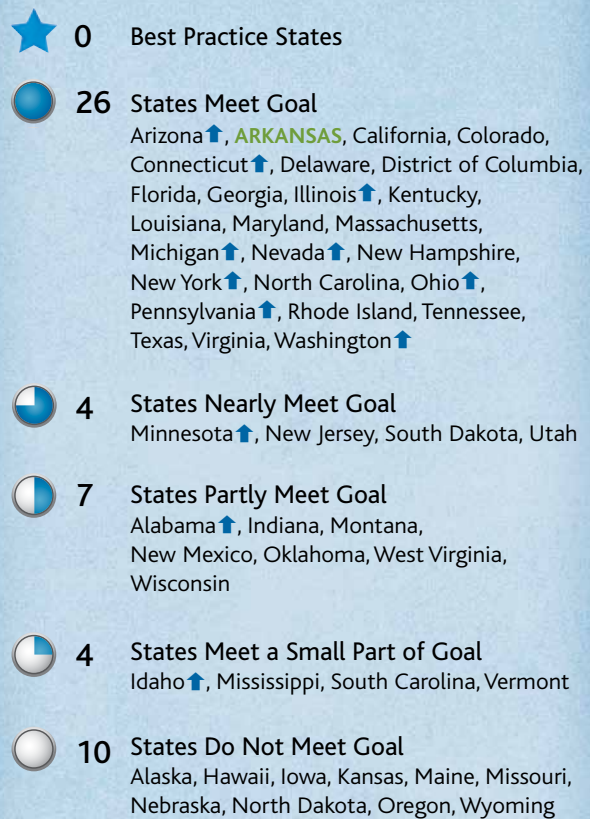 0 Best Practice States
26 States Meet Goal
Arizona⬆, ARKANSAS, California, Colorado,
Connecticut⬆, Delaware, District of Columbia,
Florida, Georgia, Illinois⬆, Kentucky,
Louisiana, Maryland, Massachusetts,
Michigan⬆, Nevada⬆, New Hampshire,
New York⬆, North Carolina, Ohio⬆,
Pennsylvania⬆, Rhode Island, Tennessee,
Texas, Virginia, Washington⬆
4 States Nearly Meet Goal
Minnesota⬆, New Jersey, South Dakota, Utah
7 States Partly Meet Goal
Alabama⬆, Indiana, Montana,
New Mexico, Oklahoma, West Virginia,
Wisconsin
4 States Meet a Small Part of Goal
Idaho⬆, Mississippi, South Carolina, Vermont
10 States Do Not Meet Goal
Alaska, Hawaii, Iowa, Kansas, Maine, Missouri,
Nebraska, North Dakota, Oregon, Wyoming